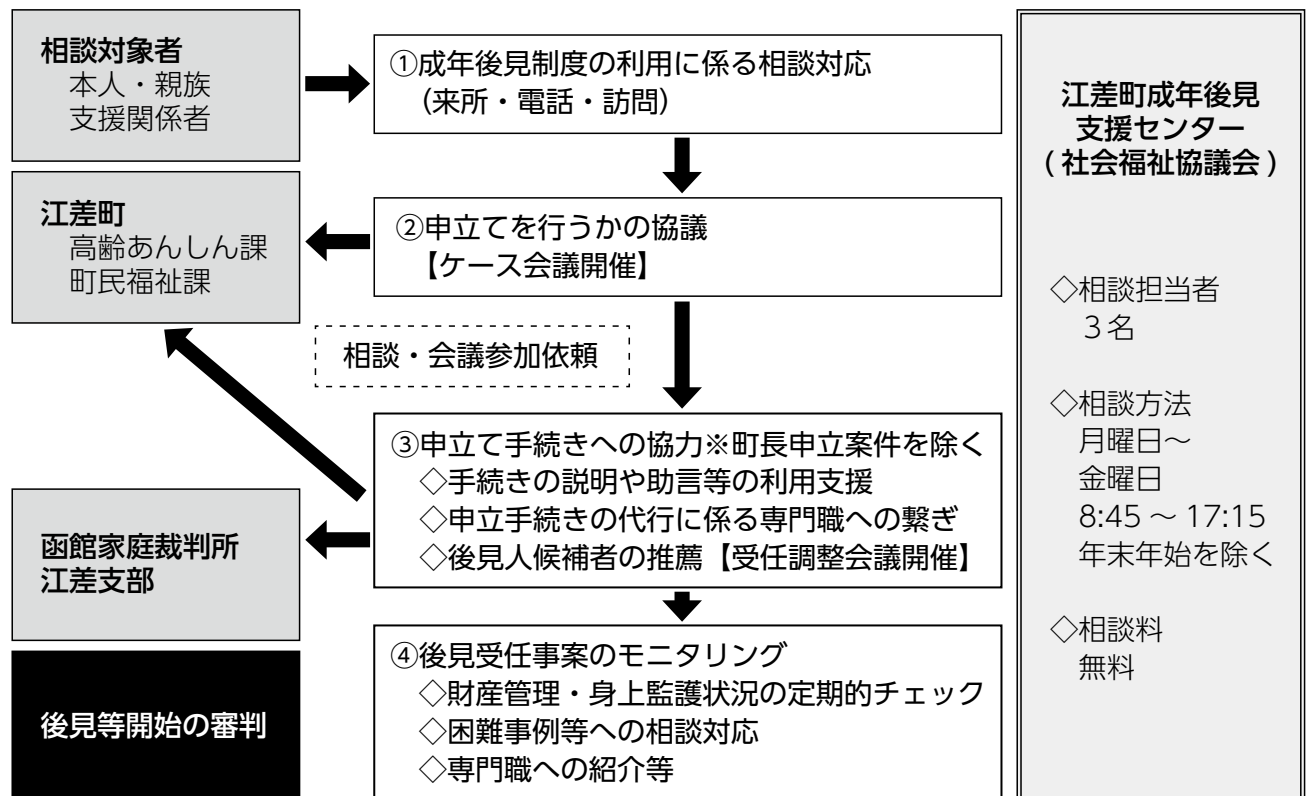 相談対象者
本人・親族
支援関係者
①成年後見制度の利用に係る相談対応
(来所・電話・訪問)
江差町
高齢あんしん課
町民福祉課
②申立てを行うかの協議
【ケース会議開催】
相談・会議参加依頼
③申立て手続きへの協力※町長申立案件を除く
◇手続きの説明や助言等の利用支援
◇申立手続きの代行に係る専門職への繋ぎ
◇後見人候補者の推薦【受任調整会議開催】
函館家庭裁判所
江差支部
後見等開始の審判
④後見受任事案のモニタリング
◇財産管理・身上監護状況の定期的チェック
◇困難事例等への相談対応
◇専門職への紹介等
江差町成年後見
支援センター
(社会福祉協議会)
◇相談担当者
3名
◇相談方法
月曜日〜
金曜日
8:45 〜 17:15
年末年始を除く
◇相談料
無料